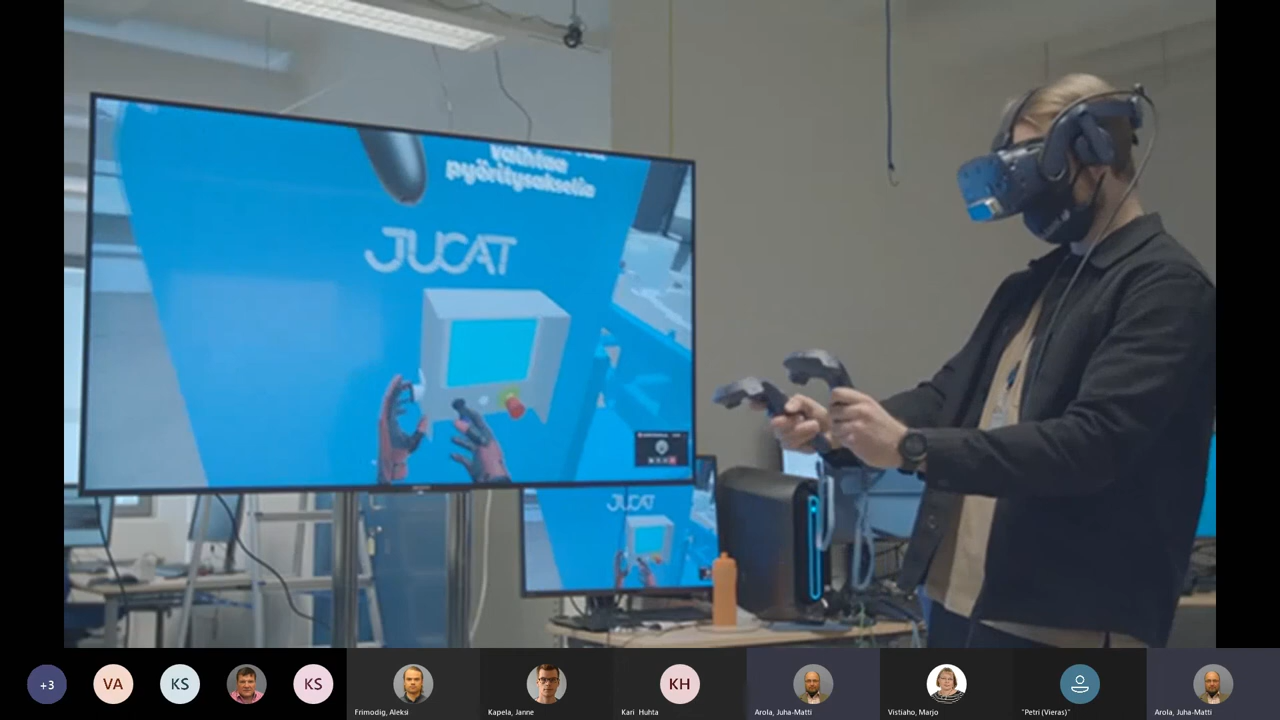 vaihtaa
pyöritysakselia
JUCAT
JUCAT
+3
VA
KS
KS
KH
Frimodig, Aleksi
Kapela, Janne
Kari Huhta
Arola, Juha-Matti
Vistiaho, Marjo
"Petri (Vieras)"
Arola, Juha-Matti